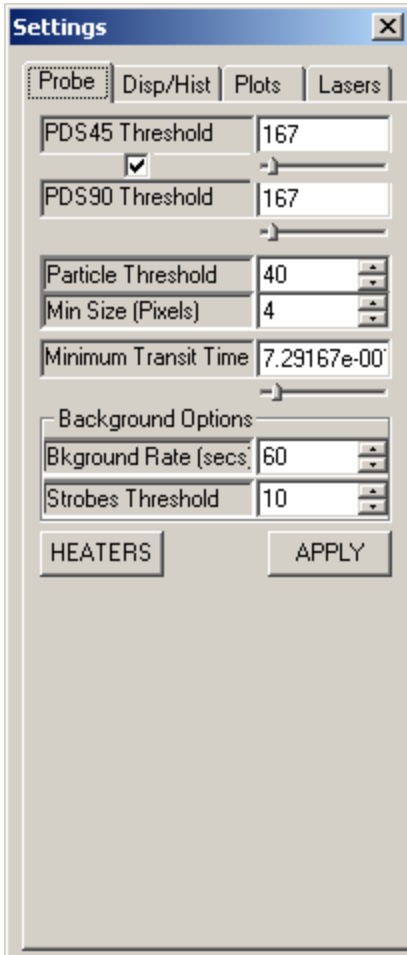 Settings
Probe Disp/Hist Plots Lasers
PDS45 Threshold 167
PDS90 Threshold 167
Particle Threshold 40
Min Size (Pixels) 4
Minimum Transit Time 7.29167e-00
Background Options
Bkground Rate (secs) 60
Strobes Threshold 10
HEATERS APPLY